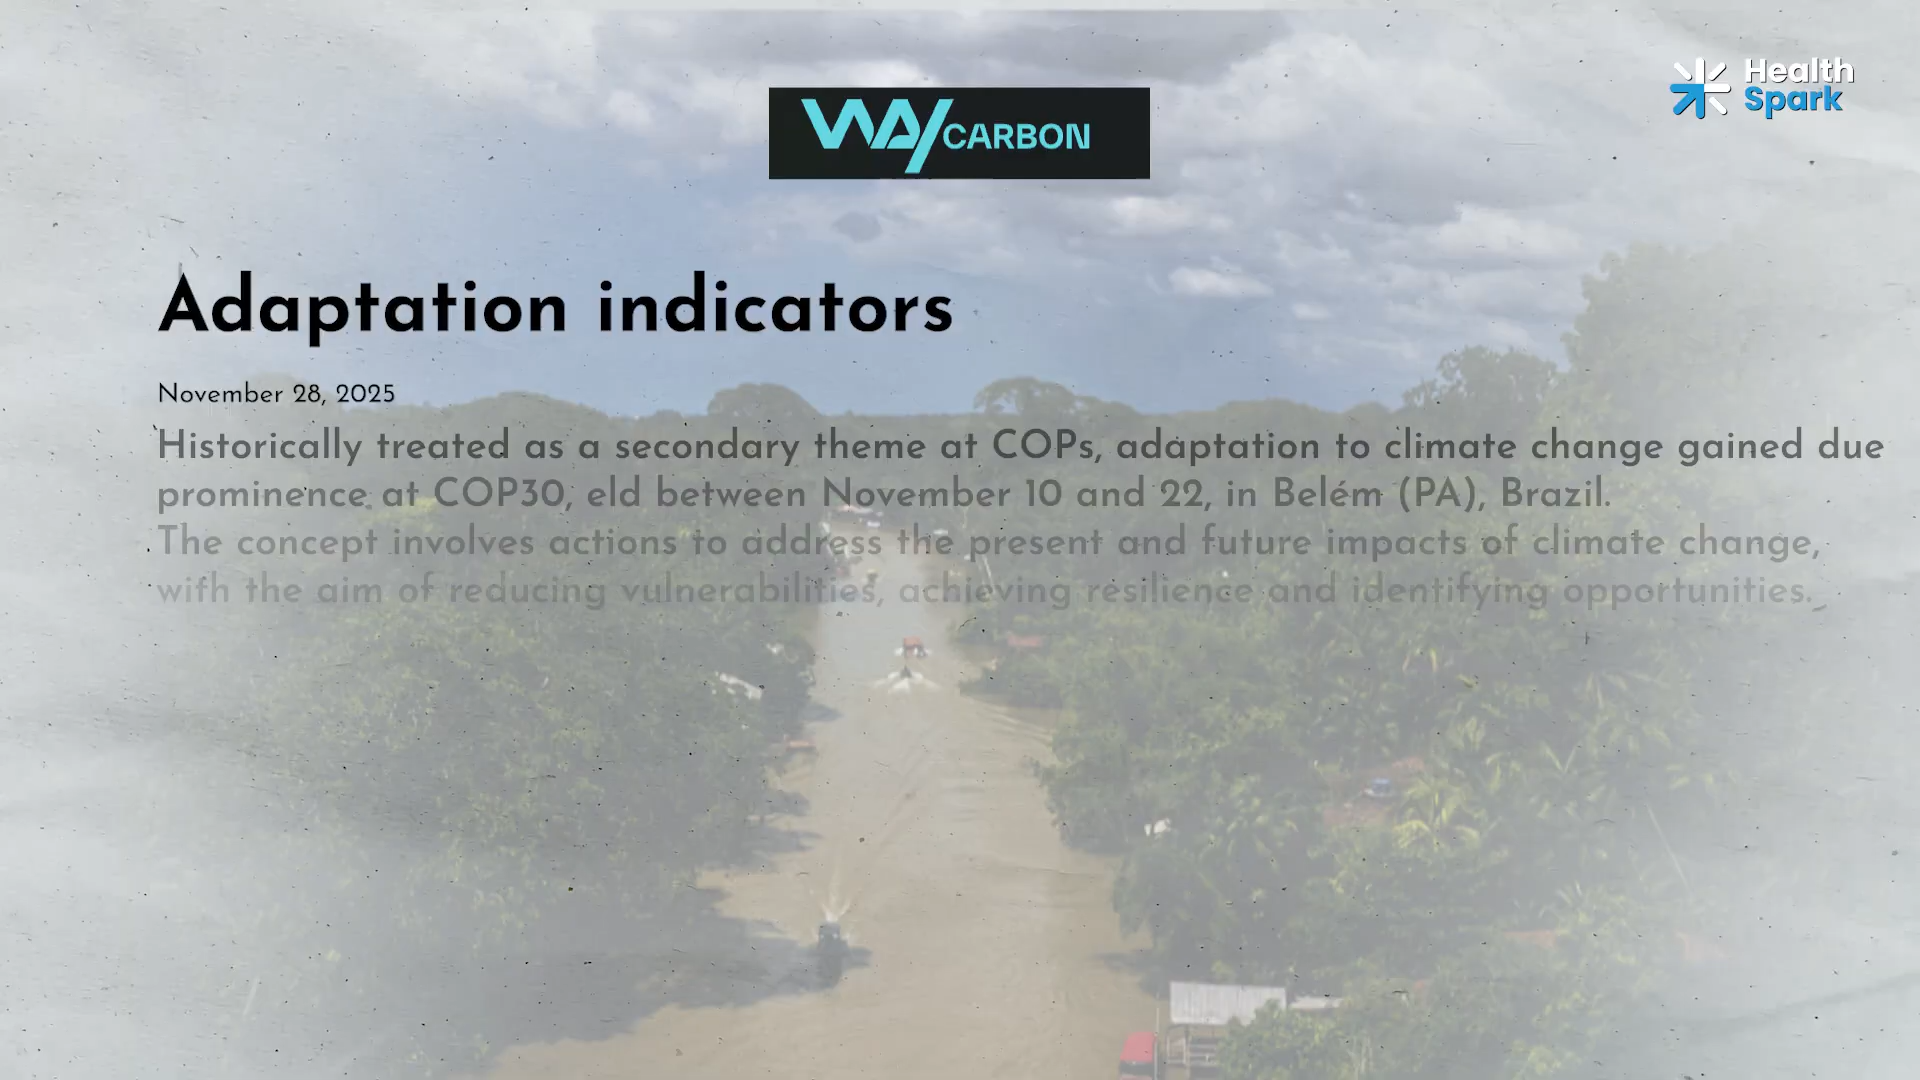 WAYCARBON
Health
Spark
Adaptation indicators
November 28, 2025
Historically treated as a secondary theme at COPs, adaptation to climate change gained due
prominence at COP30, eld between November 10 and 22, in Belém (PA), Brazil.
The concept involves actions to address the present and future impacts of climate change,
wifh the aim of reducing vulnerabilities, achieving resilience and identifying opportunities.